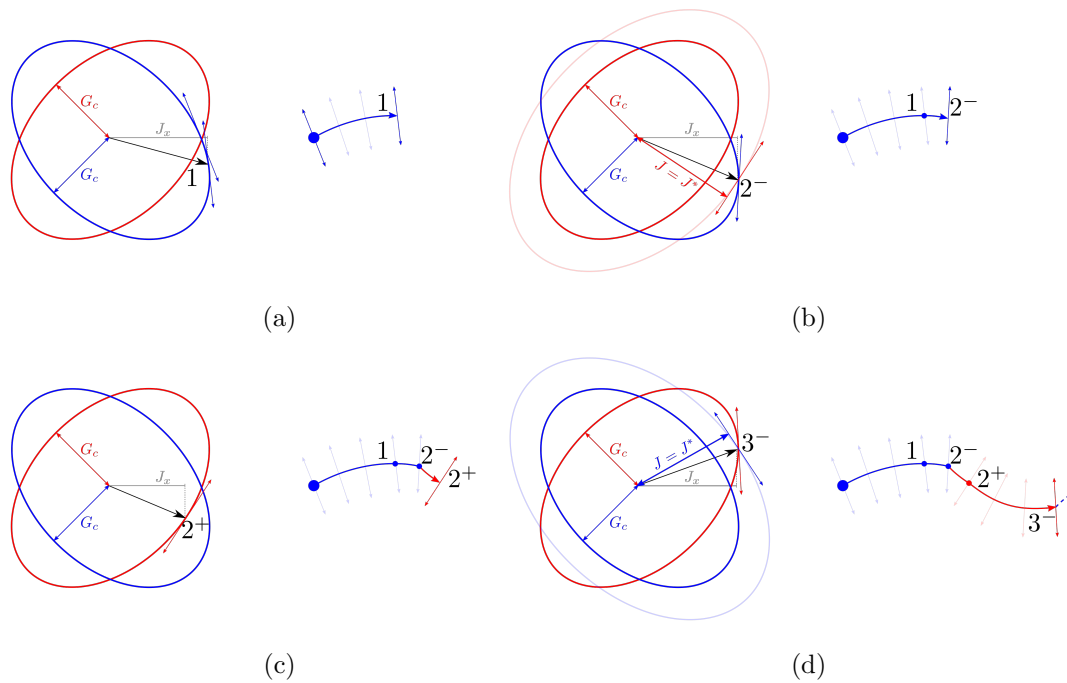 G_c
J_x
G_c
1
1
(a)
G_c
J_x
G_c
J = J*
2⁻
1
2⁻
(b)
G_c
J_x
G_c
2⁺
1
2⁻
2⁺
(c)
G_c
J = J*
J_x
G_c
3⁻
1
2⁻
2⁺
3⁻
(d)